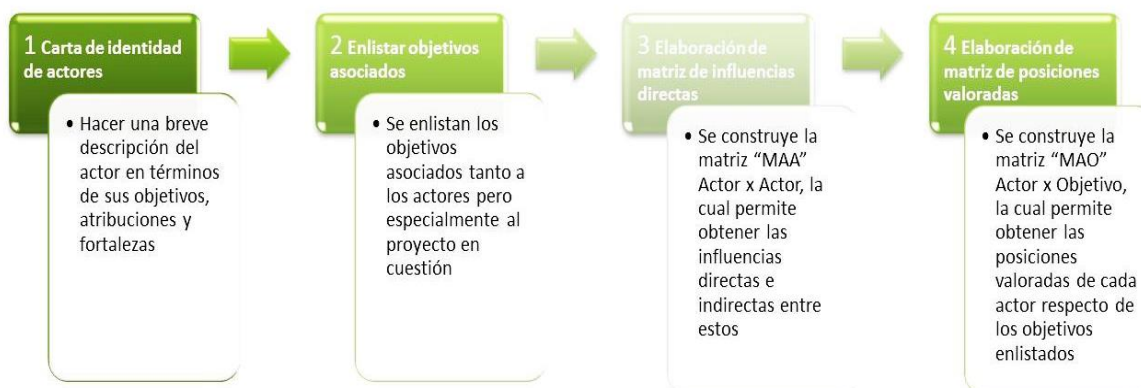 1 Carta de identidad
de actores
• Hacer una breve
descripción del
actor en términos
de sus objetivos,
atribuciones y
fortalezas
2 Enlistar objetivos
asociados
• Se enlistan los
objetivos
asociados tanto a
los actores pero
especialmente al
proyecto en
cuestión
3 Elaboración de
matriz de influencias
directas
• Se construye la
matriz “MAA”
Actor x Actor, la
cual permite
obtener las
influencias
directas e
indirectas entre
estos
4 Elaboración de
matriz de posiciones
valoradas
• Se construye la
matriz “MAO”
Actor x Objetivo,
la cual permite
obtener las
posiciones
valoradas de cada
actor respecto de
los objetivos
enlistados